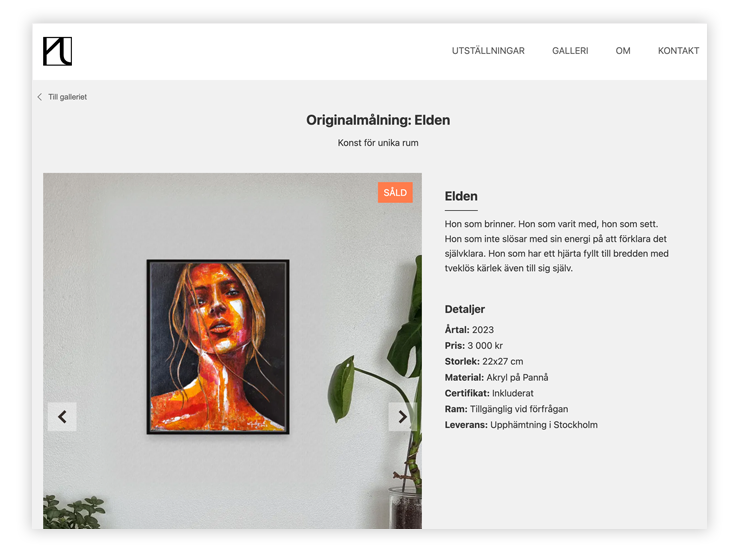 UTSTÄLLNINGAR GALLERI OM KONTAKT
Till galleriet
Originalmålning: Elden
Konst för unika rum
SÅLD
Elden
Hon som brinner. Hon som varit med, hon som sett.
Hon som inte slösar med sin energi på att förklara det
självklara. Hon som har ett hjärta fyllt till bredden med
tveklös kärlek även till sig själv.
Detaljer
Årtal: 2023
Pris: 3 000 kr
Storlek: 22x27 cm
Material: Akryl på Pannå
Certifikat: Inkluderat
Ram: Tillgänglig vid förfrågan
Leverans: Upphämtning i Stockholm